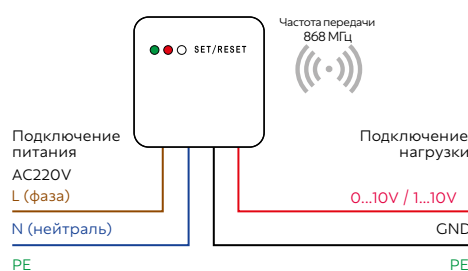 Частота передачи
868 МГц
SET/RESET
Подключение
питания
AC220V
L (фаза)
N (нейтраль)
PE
Подключение
нагрузки
0...10V / 1...10V
GND
PE